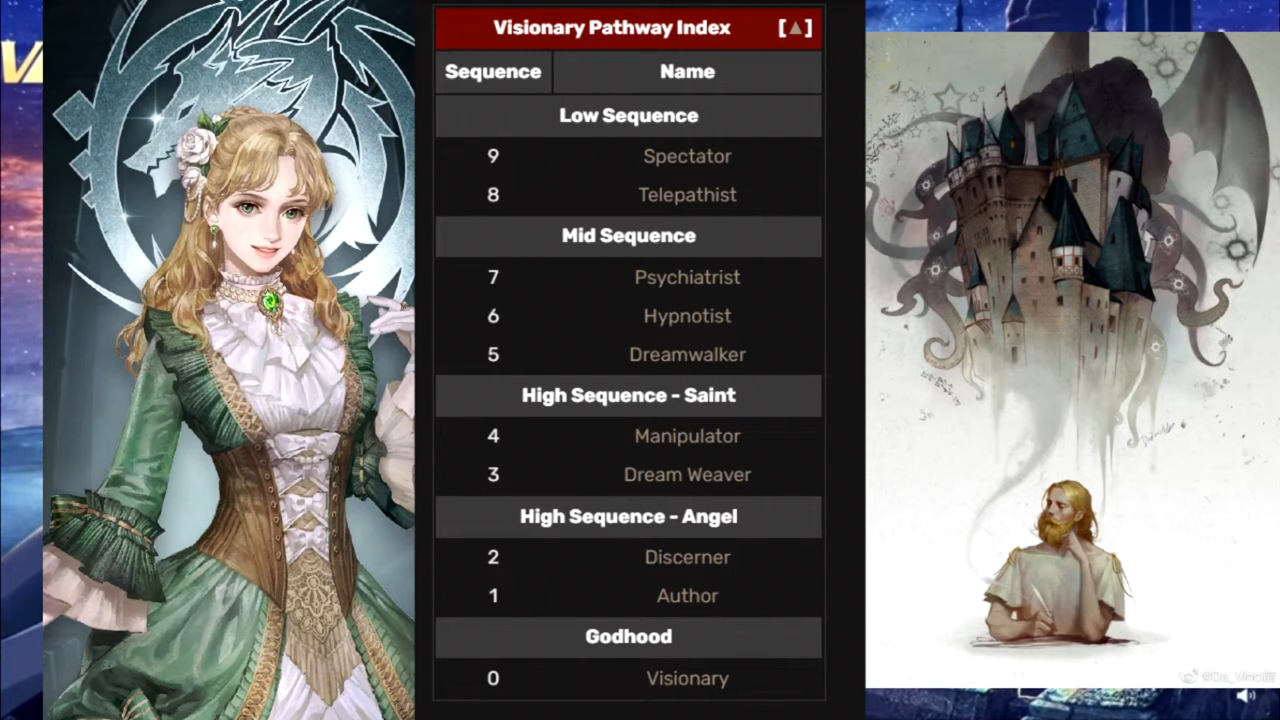 Visionary Pathway Index [▲]
Sequence Name
Low Sequence
9 Spectator
8 Telepathist
Mid Sequence
7 Psychiatrist
6 Hypnotist
5 Dreamwalker
High Sequence - Saint
4 Manipulator
3 Dream Weaver
High Sequence - Angel
2 Discerner
1 Author
Godhood
0 Visionary